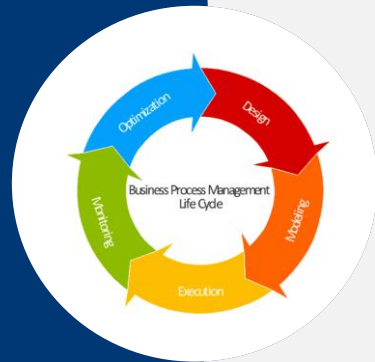 Optimization
Design
Business Process Management
Life Cycle
Monitoring
Modeling
Execution